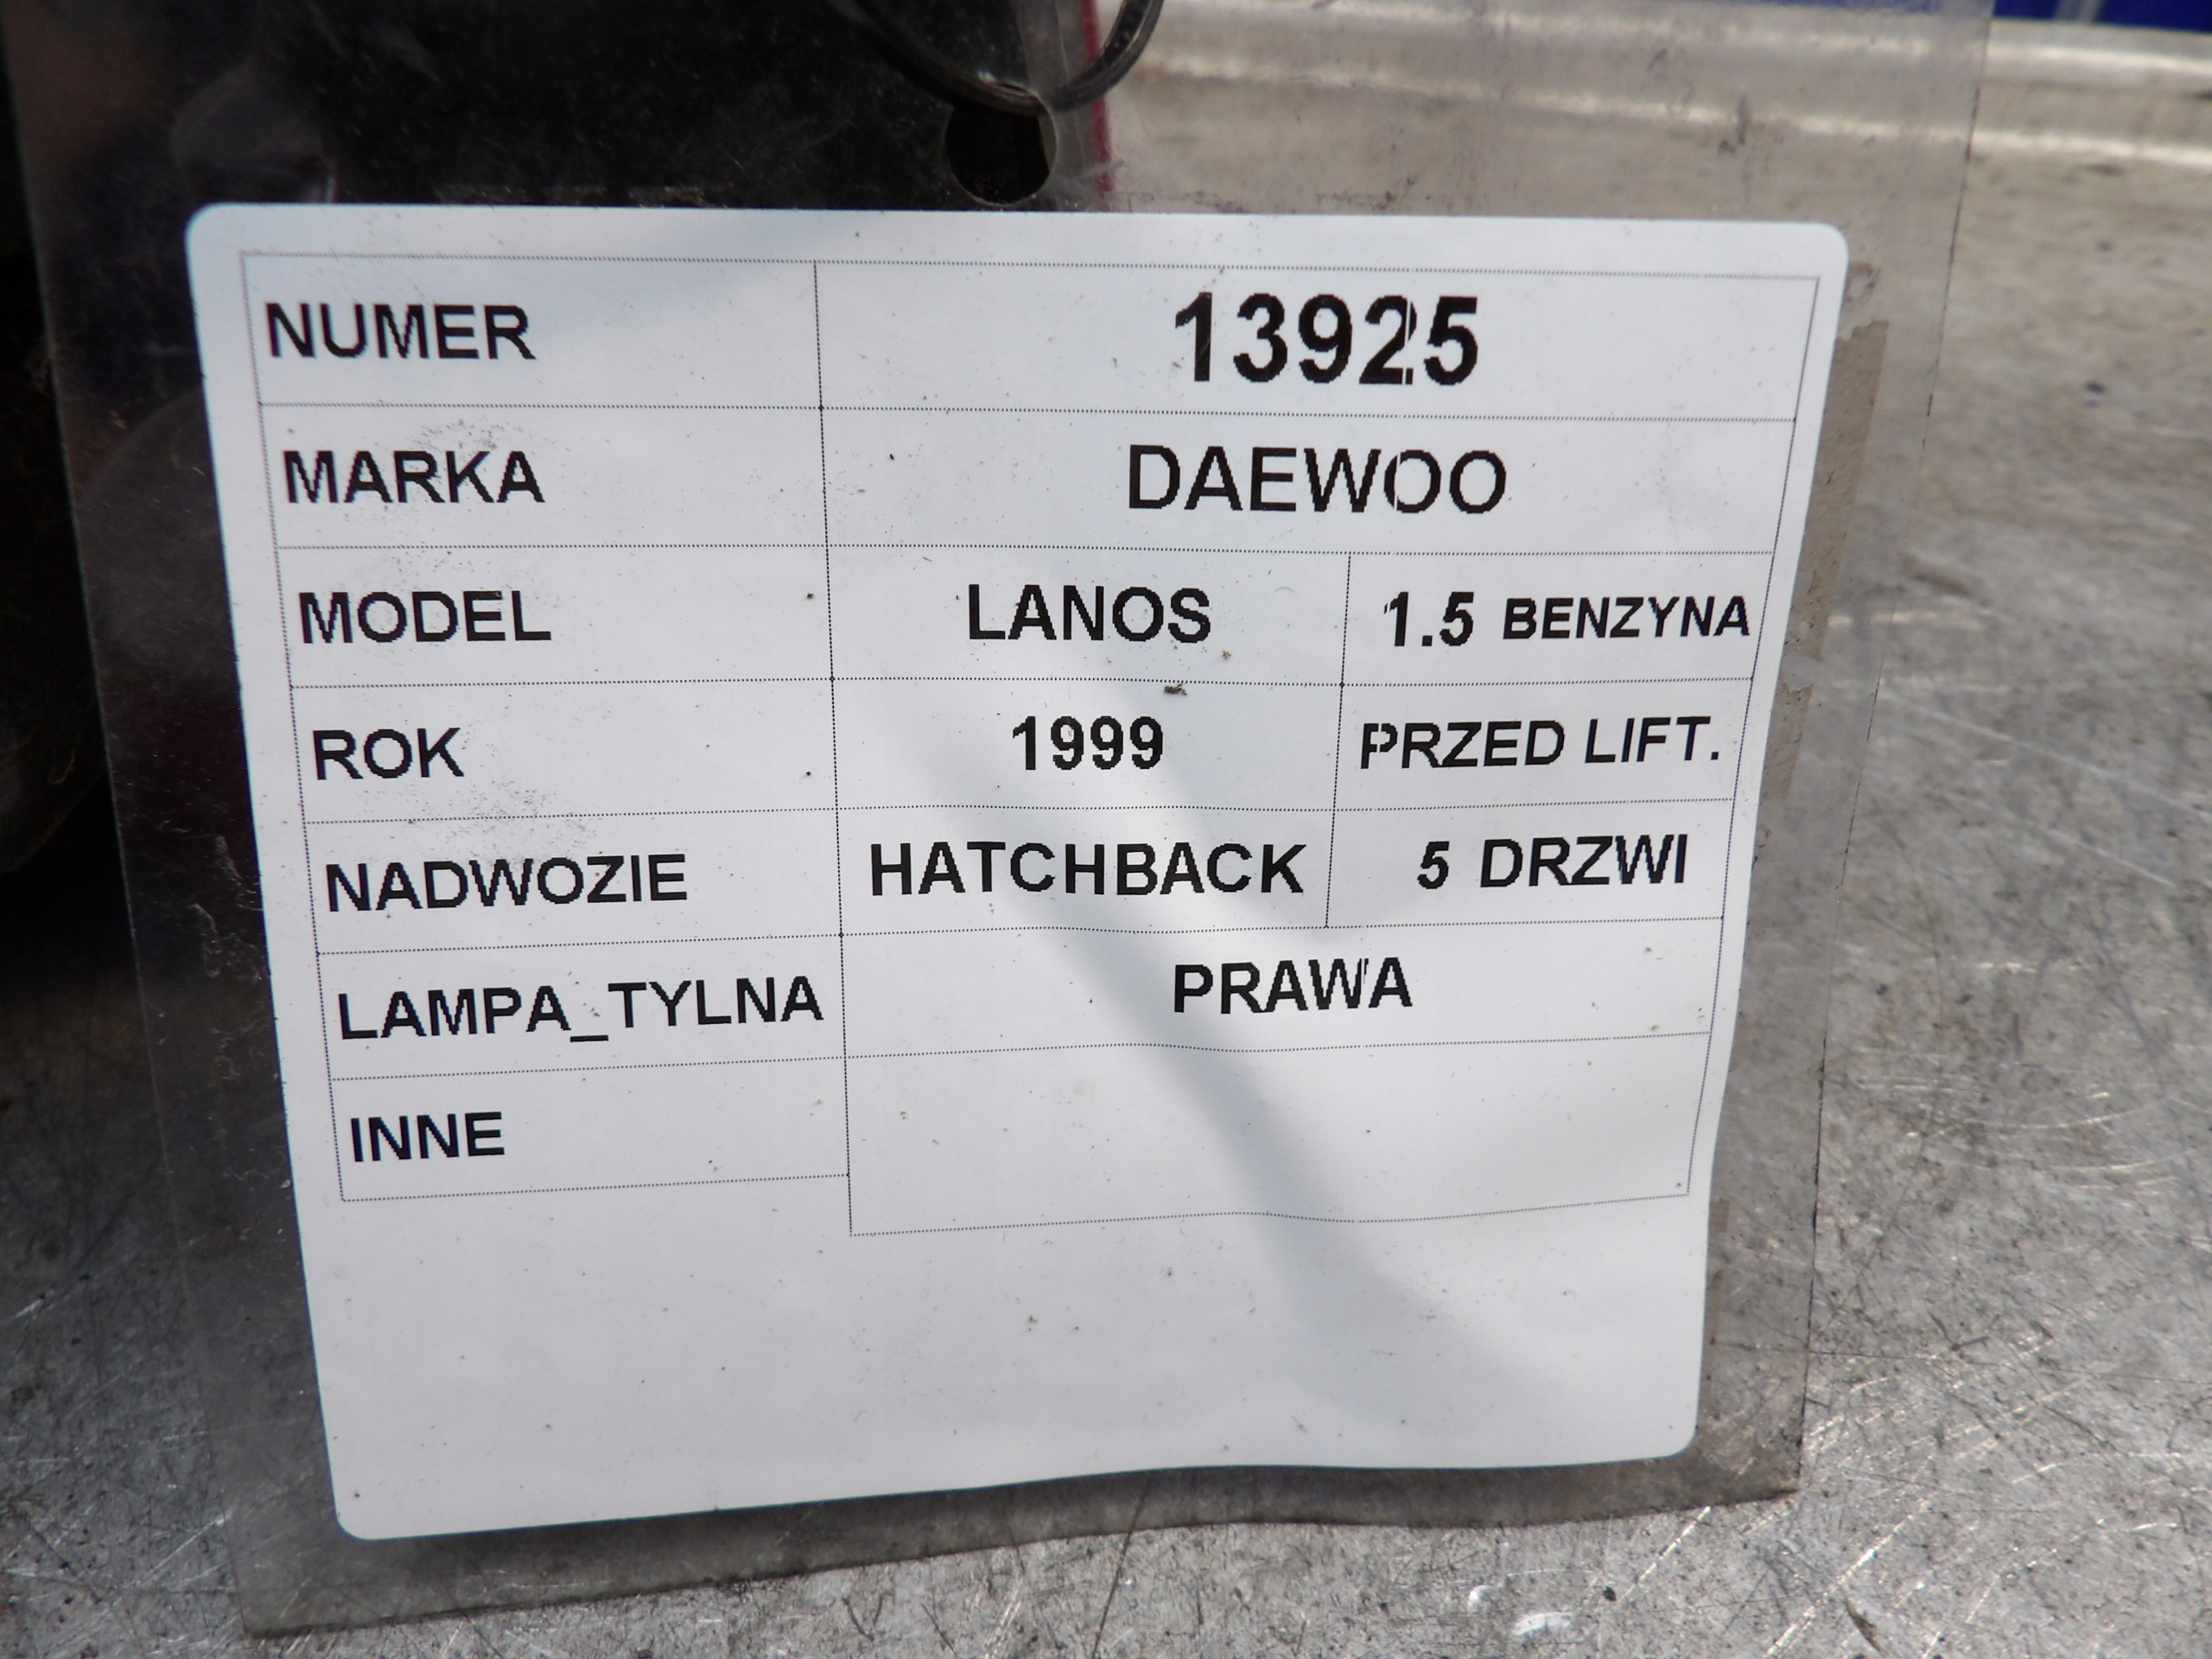 NUMER 13925
MARKA DAEWOO
MODEL LANOS 1.5 BENZYNA
ROK 1999 PRZED LIFT.
NADWOZIE HATCHBACK 5 DRZWI
LAMPA_TYLNA PRAWA
INNE